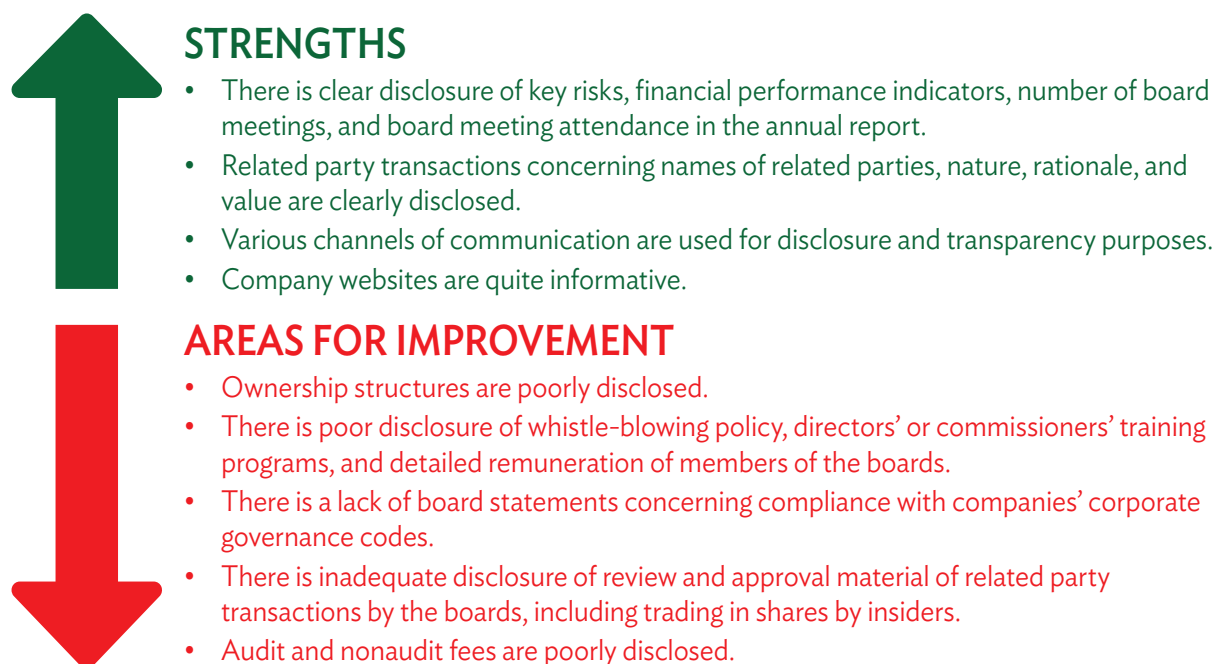 STRENGTHS
• There is clear disclosure of key risks, financial performance indicators, number of board
meetings, and board meeting attendance in the annual report.
• Related party transactions concerning names of related parties, nature, rationale, and
value are clearly disclosed.
• Various channels of communication are used for disclosure and transparency purposes.
• Company websites are quite informative.
AREAS FOR IMPROVEMENT
• Ownership structures are poorly disclosed.
• There is poor disclosure of whistle-blowing policy, directors’ or commissioners’ training
programs, and detailed remuneration of members of the boards.
• There is a lack of board statements concerning compliance with companies’ corporate
governance codes.
• There is inadequate disclosure of review and approval material of related party
transactions by the boards, including trading in shares by insiders.
• Audit and nonaudit fees are poorly disclosed.